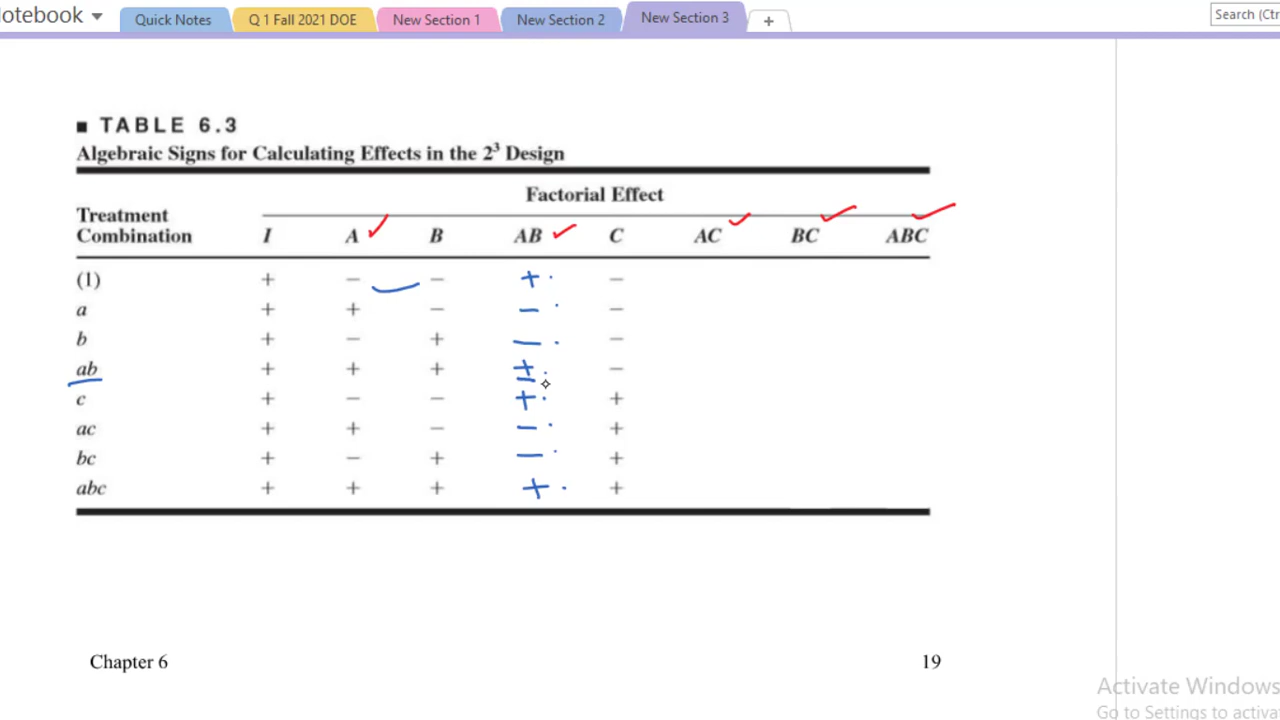 otebook Quick Notes Q 1 Fall 2021 DOE New Section 1 New Section 2 New Section 3 + Search (Ctr
■ TABLE 6.3
Algebraic Signs for Calculating Effects in the 2³ Design
Factorial Effect
Treatment
Combination I A B AB C AC BC ABC
(1) + − − + −
a + + − − −
b + − + − −
ab + + + + −
c + − − + +
ac + + − − +
bc + − + − +
abc + + + + +
Chapter 6 19
Activate Windows
Go to Settings to activa